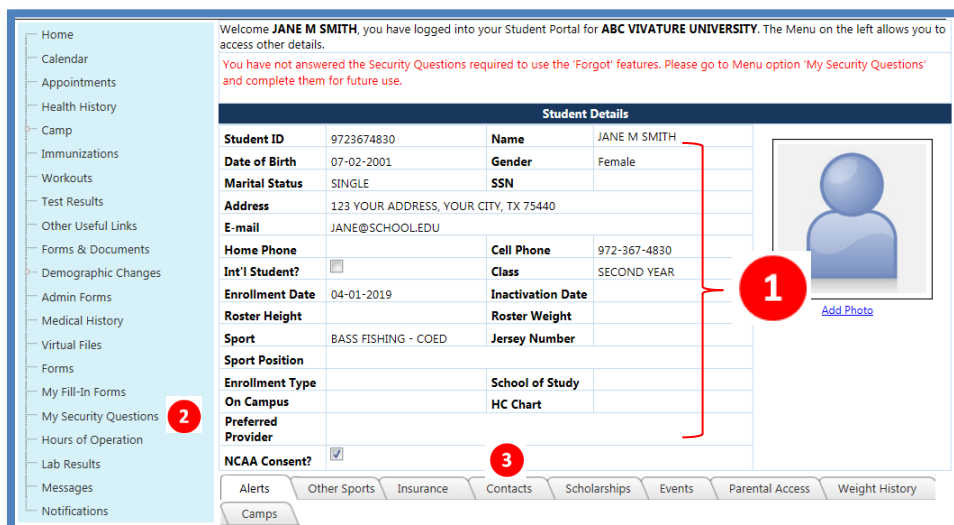 Home
Calendar
Appointments
Health History
Camp
Immunizations
Workouts
Test Results
Other Useful Links
Forms & Documents
Demographic Changes
Admin Forms
Medical History
Virtual Files
Forms
My Fill-In Forms
My Security Questions 2
Hours of Operation
Lab Results
Messages
Notifications
Welcome JANE M SMITH, you have logged into your Student Portal for ABC VIVATURE UNIVERSITY. The Menu on the left allows you to
access other details.
You have not answered the Security Questions required to use the 'Forgot' features. Please go to Menu option 'My Security Questions'
and complete them for future use.
Student Details
Student ID 9723674830 Name JANE M SMITH
Date of Birth 07-02-2001 Gender Female
Marital Status SINGLE SSN
Address 123 YOUR ADDRESS, YOUR CITY, TX 75440
E-mail JANE@SCHOOL.EDU
Home Phone Cell Phone 972-367-4830
Int'l Student? Class SECOND YEAR
Enrollment Date 04-01-2019 Inactivation Date
Roster Height Roster Weight
Sport BASS FISHING - COED Jersey Number
Sport Position
Enrollment Type School of Study
On Campus HC Chart
Preferred
Provider
NCAA Consent?
1
Add Photo
3
Alerts Other Sports Insurance Contacts Scholarships Events Parental Access Weight History
Camps